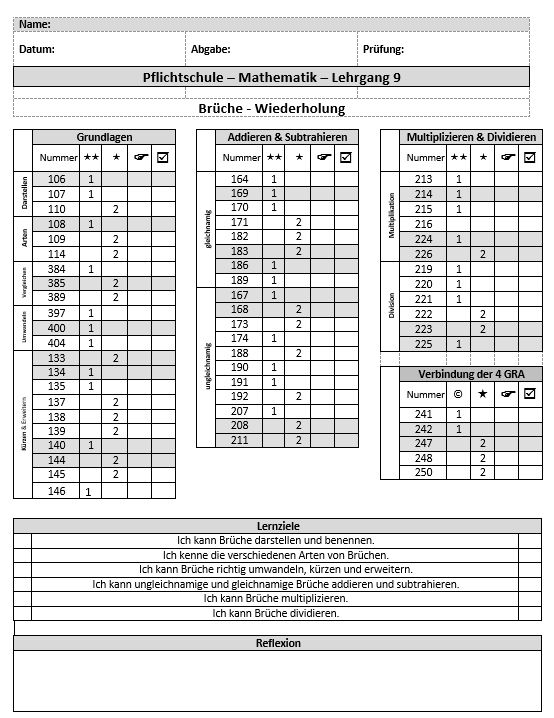 Name:
Datum: Abgabe: Prüfung:
Pflichtschule – Mathematik – Lehrgang 9
Brüche - Wiederholung
Grundlagen
Nummer ★★ ★ ☞ ☑
Darstellen
106 1
107 1
110 2
Arten
108 1
109 2
114 2
Vergleichen
384 1
385 2
389 2
Umwandeln
397 1
400 1
404 1
Kürzen & Erweitern
133 2
134 1
135 1
137 2
138 2
139 2
140 1
144 2
145 2
146 1
Addieren & Subtrahieren
Nummer ★★ ★ ☞ ☑
gleichnamig
164 1
169 1
170 1
171 2
182 2
183 2
186 1
189 1
ungleichnamig
167 1
168 2
173 2
174 1
188 2
190 1
191 1
192 2
207 1
208 2
211 2
Multiplizieren & Dividieren
Nummer ★★ ★ ☞ ☑
Multiplikation
213 1
214 1
215 1
216
224 1
226 2
Division
219 1
220 1
221 1
222 2
223 2
225 1
Verbindung der 4 GRA
Nummer © ★ ☞ ☑
241 1
242 1
247 2
248 2
250 2
Lernziele
Ich kann Brüche darstellen und benennen.
Ich kenne die verschiedenen Arten von Brüchen.
Ich kann Brüche richtig umwandeln, kürzen und erweitern.
Ich kann ungleichnamige und gleichnamige Brüche addieren und subtrahieren.
Ich kann Brüche multiplizieren.
Ich kann Brüche dividieren.
Reflexion